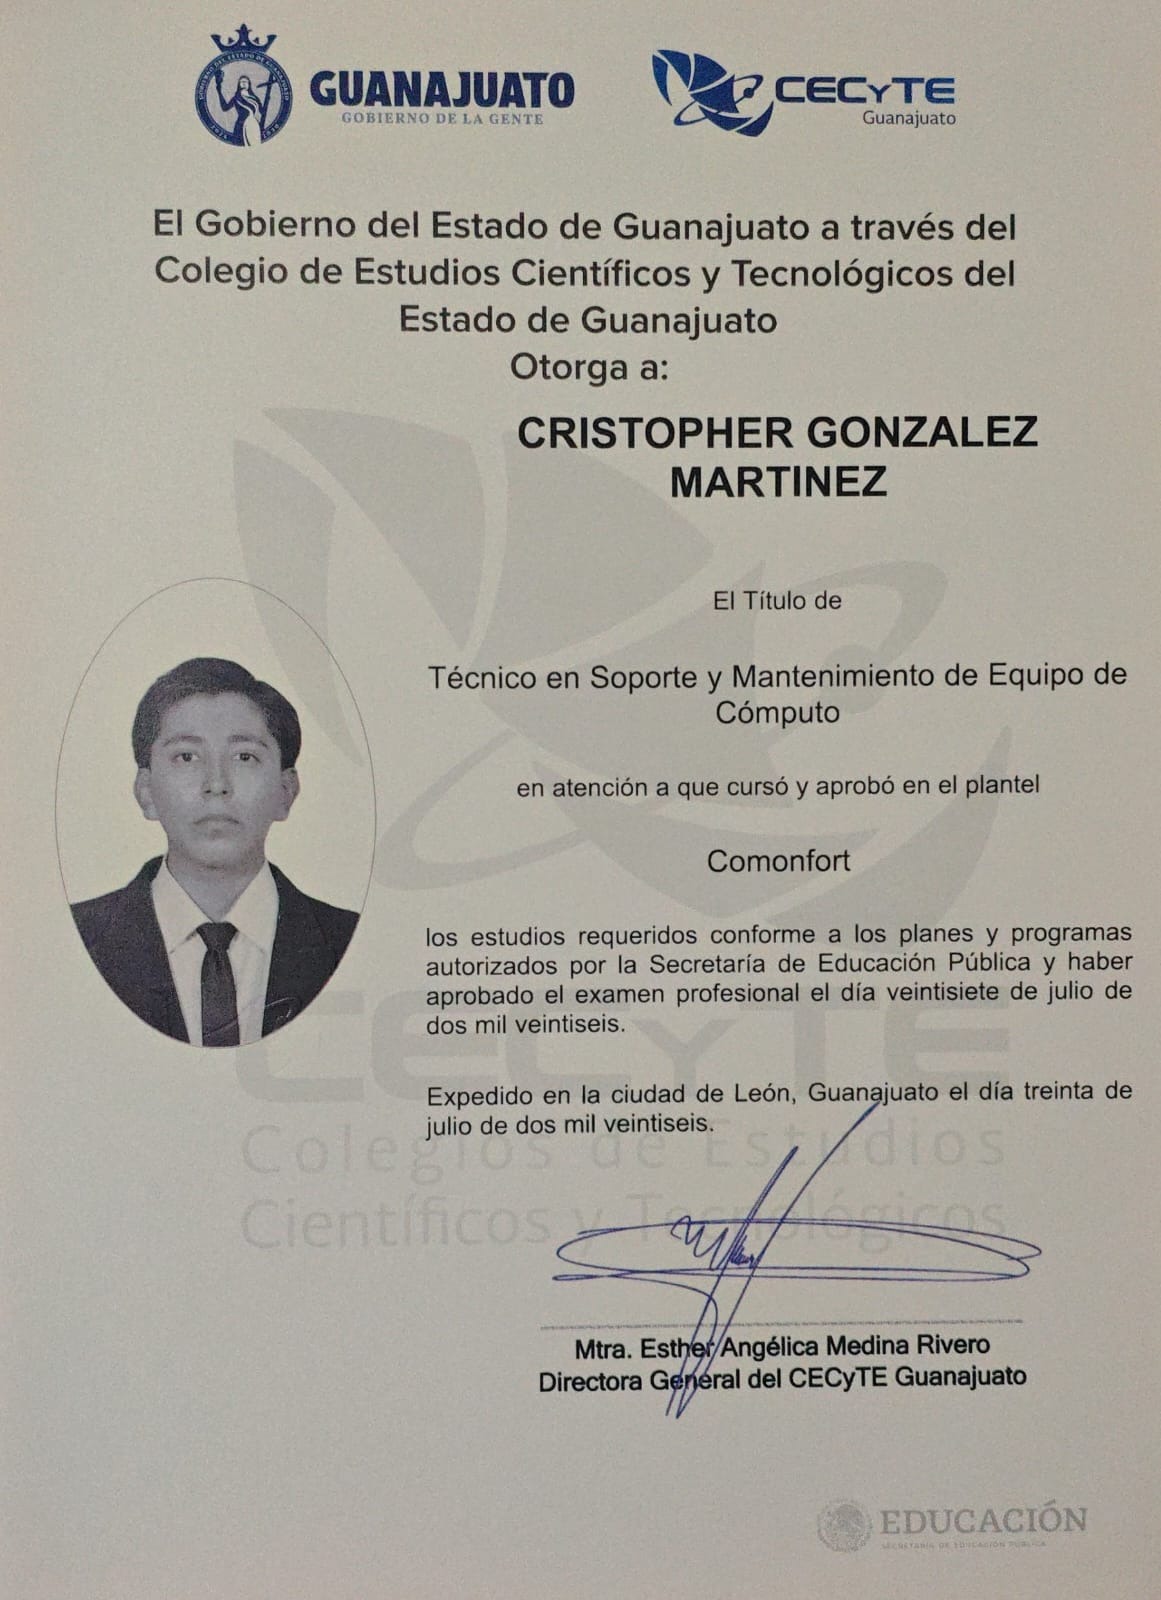 GUANAJUATO
GOBIERNO DE LA GENTE
CECyTE
Guanajuato
El Gobierno del Estado de Guanajuato a través del
Colegio de Estudios Científicos y Tecnológicos del
Estado de Guanajuato
Otorga a:
CRISTOPHER GONZALEZ
MARTINEZ
El Título de
Técnico en Soporte y Mantenimiento de Equipo de
Cómputo
en atención a que cursó y aprobó en el plantel
Comonfort
los estudios requeridos conforme a los planes y programas
autorizados por la Secretaría de Educación Pública y haber
aprobado el examen profesional el día veintisiete de julio de
dos mil veintiseis.
CECyTE
Expedido en la ciudad de León, Guanajuato el día treinta de
julio de dos mil veintiseis.
Colegios de Estudios
Científicos y Tecnológicos
Mtra. Esther Angélica Medina Rivero
Directora General del CECyTE Guanajuato
EDUCACIÓN
SECRETARÍA DE EDUCACIÓN PÚBLICA